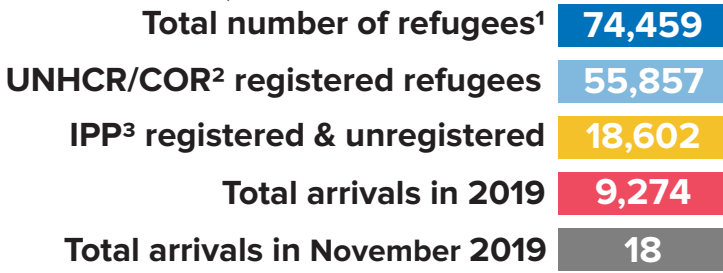 Total number of refugees¹ 74,459
UNHCR/COR² registered refugees 55,857
IPP³ registered & unregistered 18,602
Total arrivals in 2019 9,274
Total arrivals in November 2019 18